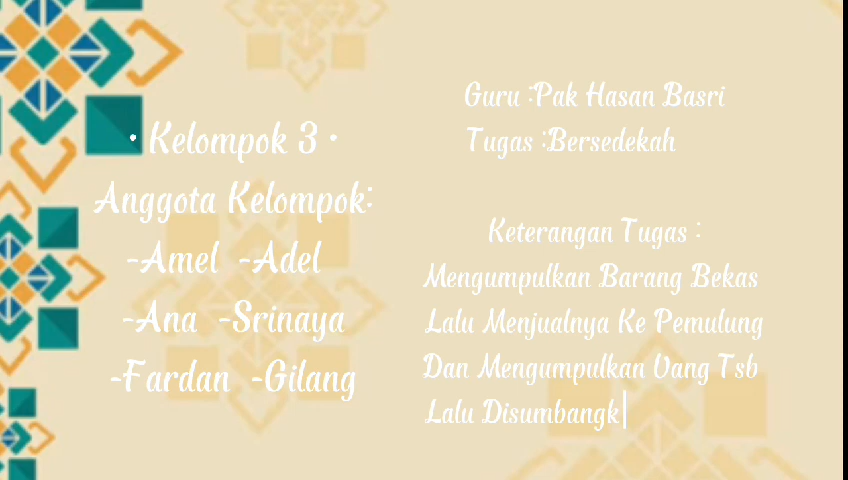 • Kelompok 3 •
Anggota Kelompok:
-Amel -Adel
-Ana -Srinaya
-Fardan -Gilang
Guru :Pak Hasan Basri
Tugas :Bersedekah
Keterangan Tugas :
Mengumpulkan Barang Bekas
Lalu Menjualnya Ke Pemulung
Dan Mengumpulkan Uang Tsb
Lalu Disumbangk|